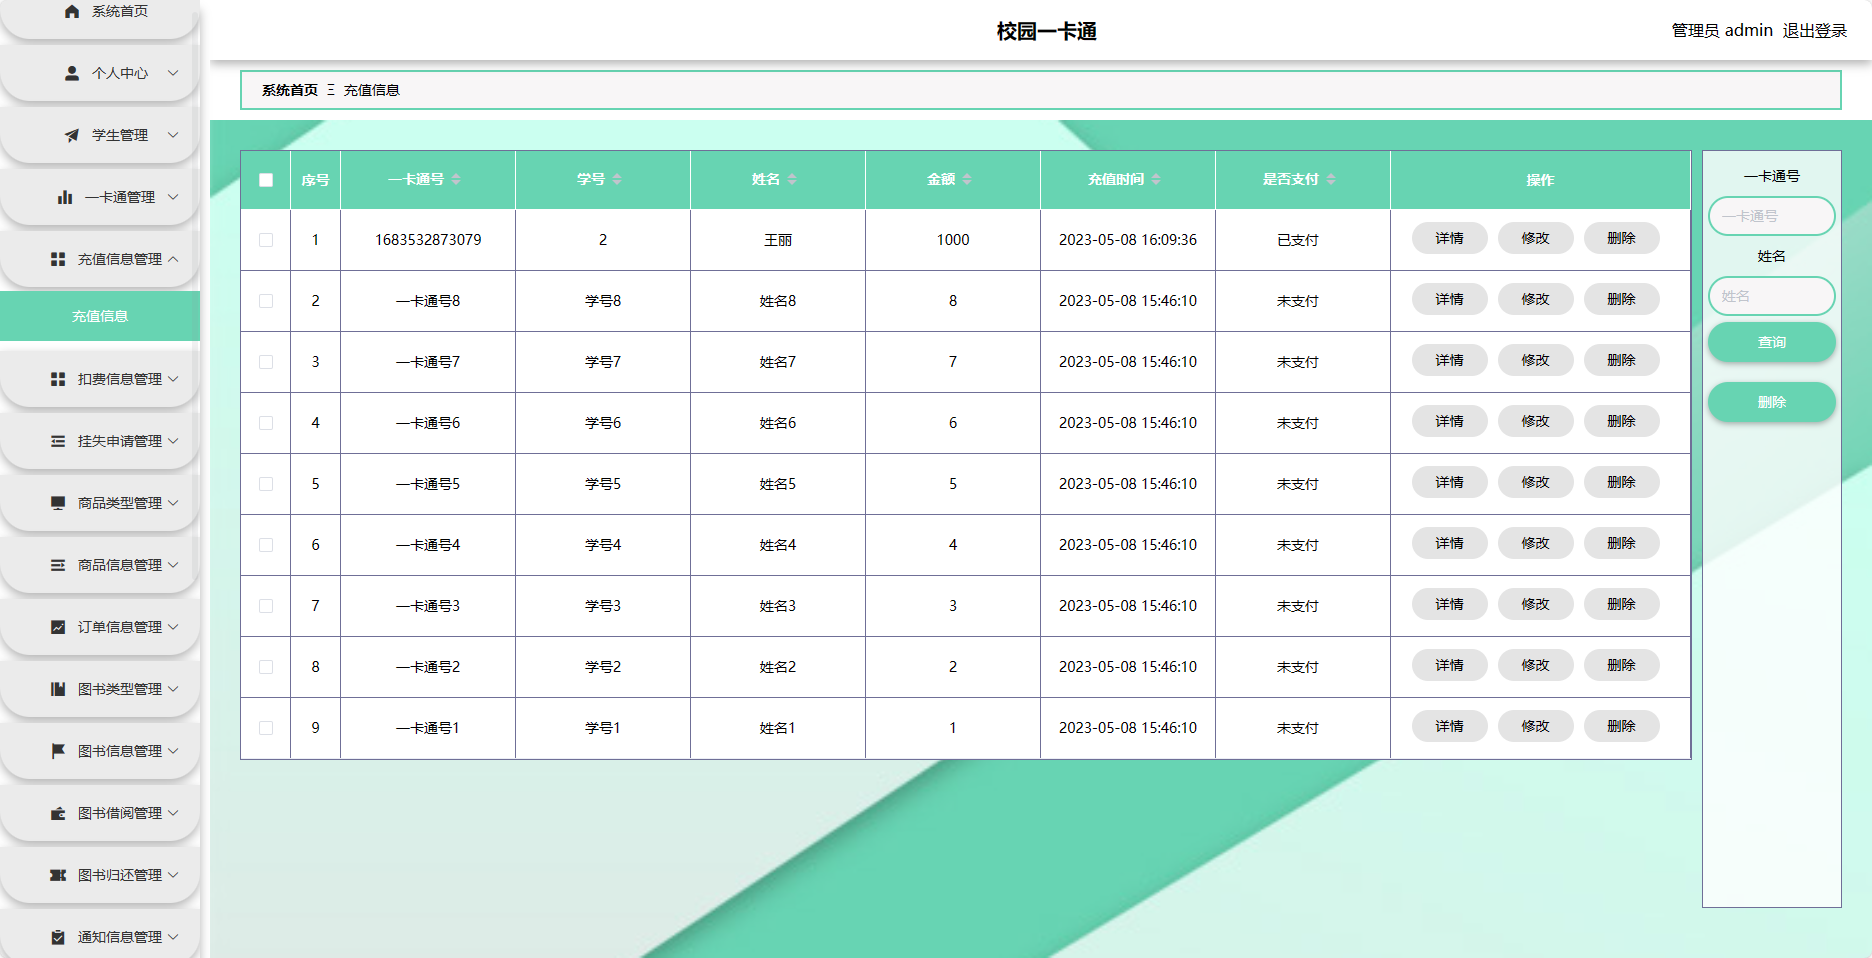 校园一卡通
管理员 admin 退出登录
系统首页
个人中心
学生管理
一卡通管理
充值信息管理
充值信息
扣费信息管理
挂失申请管理
商品类型管理
商品信息管理
订单信息管理
图书类型管理
图书信息管理
图书借阅管理
图书归还管理
通知信息管理
系统首页 Ξ 充值信息
序号 一卡通号 学号 姓名 金额 充值时间 是否支付 操作
1 1683532873079 2 王丽 1000 2023-05-08 16:09:36 已支付 详情 修改 删除
2 一卡通号8 学号8 姓名8 8 2023-05-08 15:46:10 未支付 详情 修改 删除
3 一卡通号7 学号7 姓名7 7 2023-05-08 15:46:10 未支付 详情 修改 删除
4 一卡通号6 学号6 姓名6 6 2023-05-08 15:46:10 未支付 详情 修改 删除
5 一卡通号5 学号5 姓名5 5 2023-05-08 15:46:10 未支付 详情 修改 删除
6 一卡通号4 学号4 姓名4 4 2023-05-08 15:46:10 未支付 详情 修改 删除
7 一卡通号3 学号3 姓名3 3 2023-05-08 15:46:10 未支付 详情 修改 删除
8 一卡通号2 学号2 姓名2 2 2023-05-08 15:46:10 未支付 详情 修改 删除
9 一卡通号1 学号1 姓名1 1 2023-05-08 15:46:10 未支付 详情 修改 删除
一卡通号
一卡通号
姓名
姓名
查询
删除